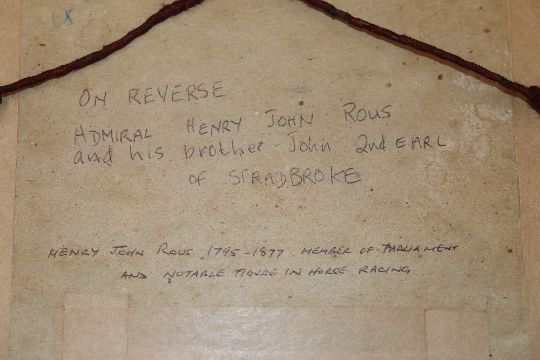 ON REVERSE
ADMIRAL HENRY JOHN ROUS
and his brother John 2nd EARL
OF STRADBROKE
HENRY JOHN ROUS 1795-1877 MEMBER OF PARLIAMENT
AND NOTABLE FIGURE IN HORSE RACING